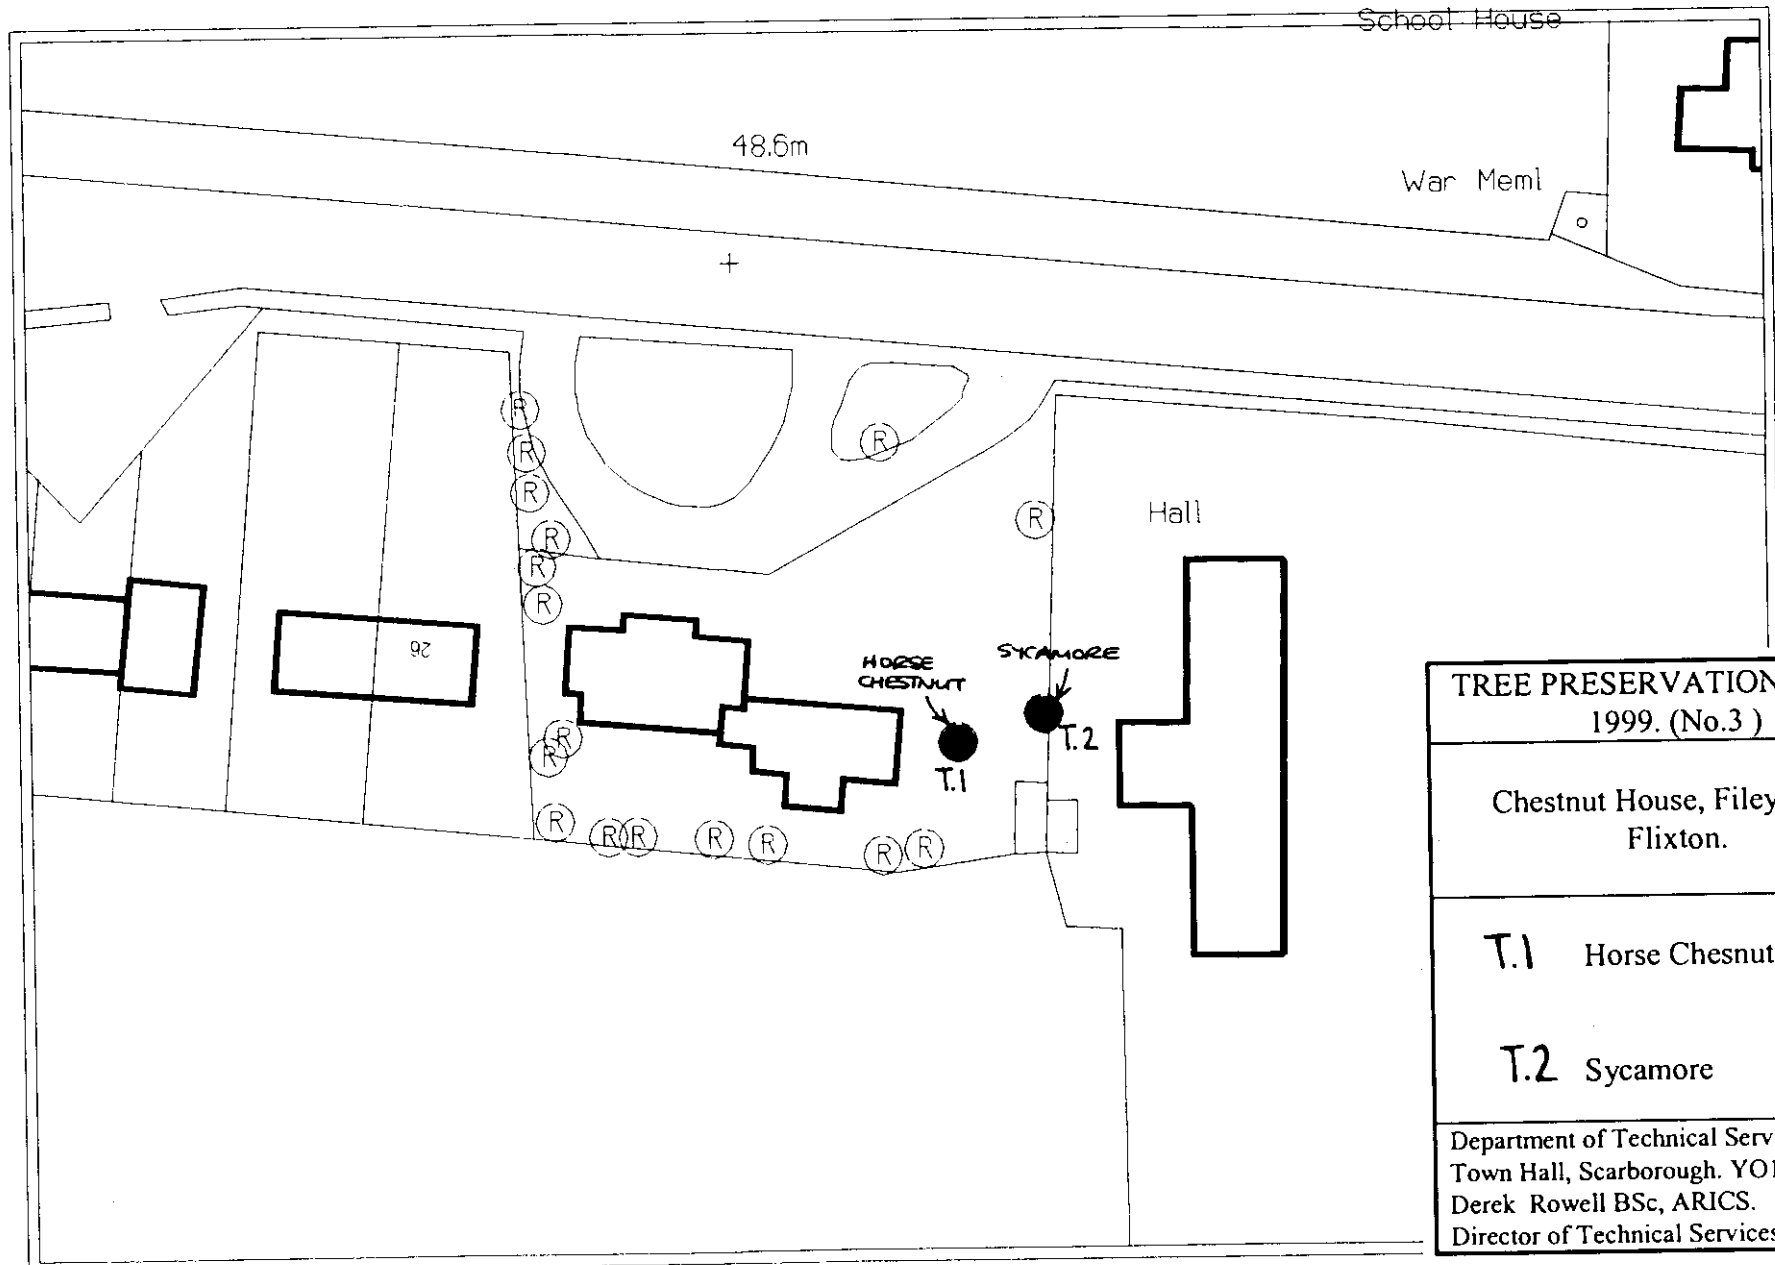 School House
48.6m
War Meml
R
R
R
R
R
R
R
R
Hall
26
HORSE
CHESTNUT
SYCAMORE
T.1
T.2
R
R
R
R
R
R
R
R
R
TREE PRESERVATION
1999. (No.3 )
Chestnut House, Filey
Flixton.
T.1 Horse Chesnut
T.2 Sycamore
Department of Technical Serv
Town Hall, Scarborough. YO1
Derek Rowell BSc, ARICS.
Director of Technical Services